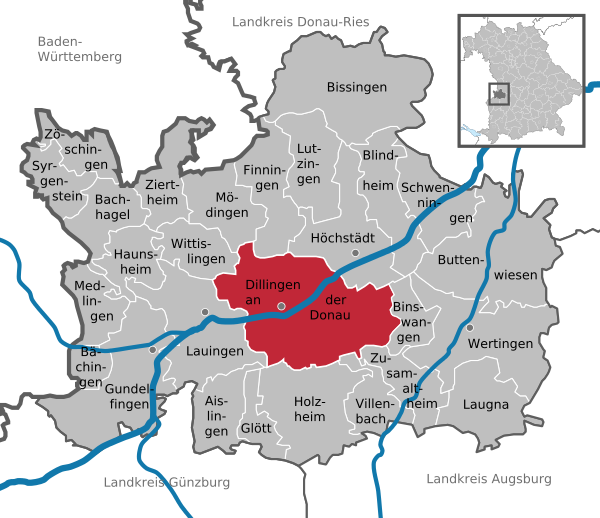 Landkreis Donau-Ries
Baden-
Württemberg
Bissingen
Zö-
schin-
gen
Syr-
gen-
stein
Bach-
hagel
Ziert-
heim
Mö-
dingen
Finnin-
gen
Lut-
zin-
gen
Blind-
heim
Schwen-
nin-
gen
Höchstädt
Wittis-
lingen
Hauns-
heim
Med-
lin-
gen
Dillingen
an
der
Donau
Butten-
wiesen
Bins-
wan-
gen
Wertingen
Lauingen
Bä-
chin-
gen
Gundel-
fingen
Zu-
sam-
alt-
heim
Villen-
bach
Laugna
Ais-
lin-
gen
Glött
Holz-
heim
Landkreis Günzburg
Landkreis Augsburg